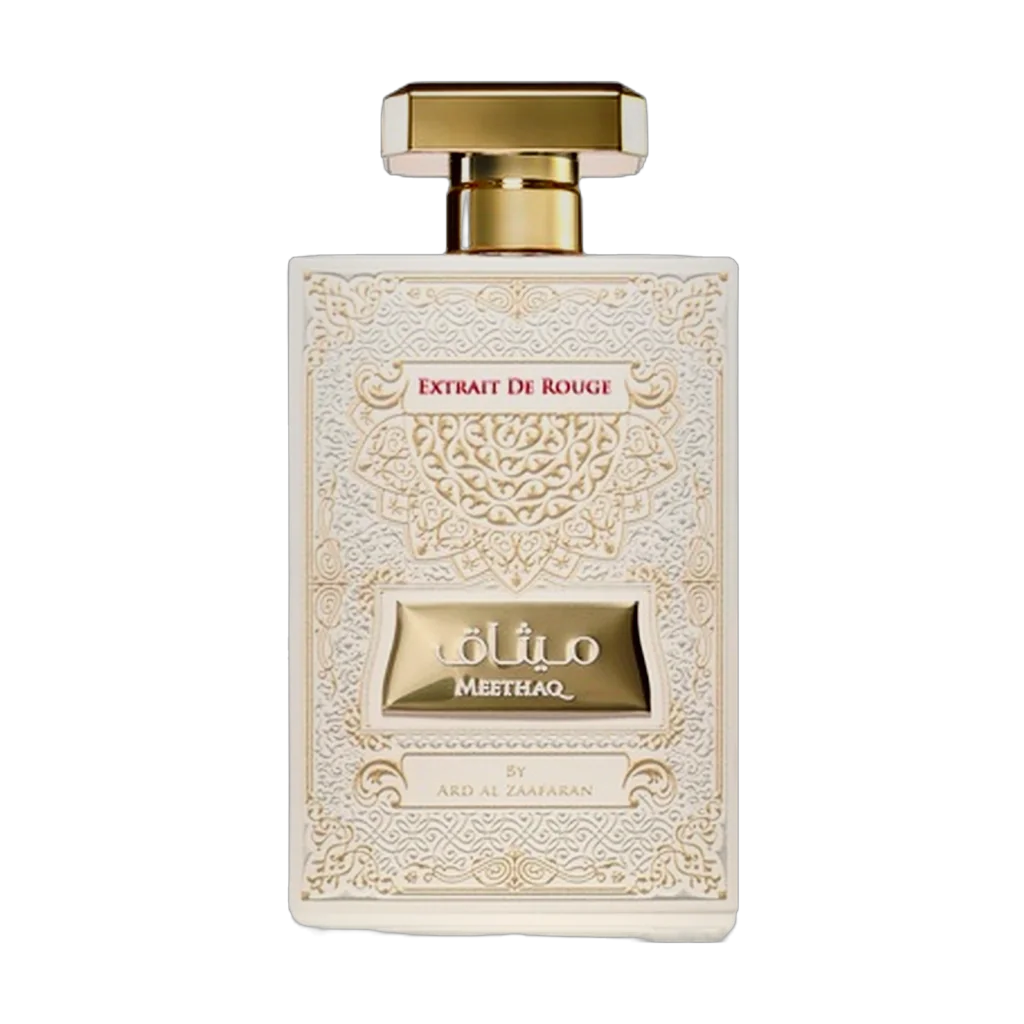 EXTRAIT DE ROUGE
ميثاق
MEETHAQ
BY
ARD AL ZAAFARAN